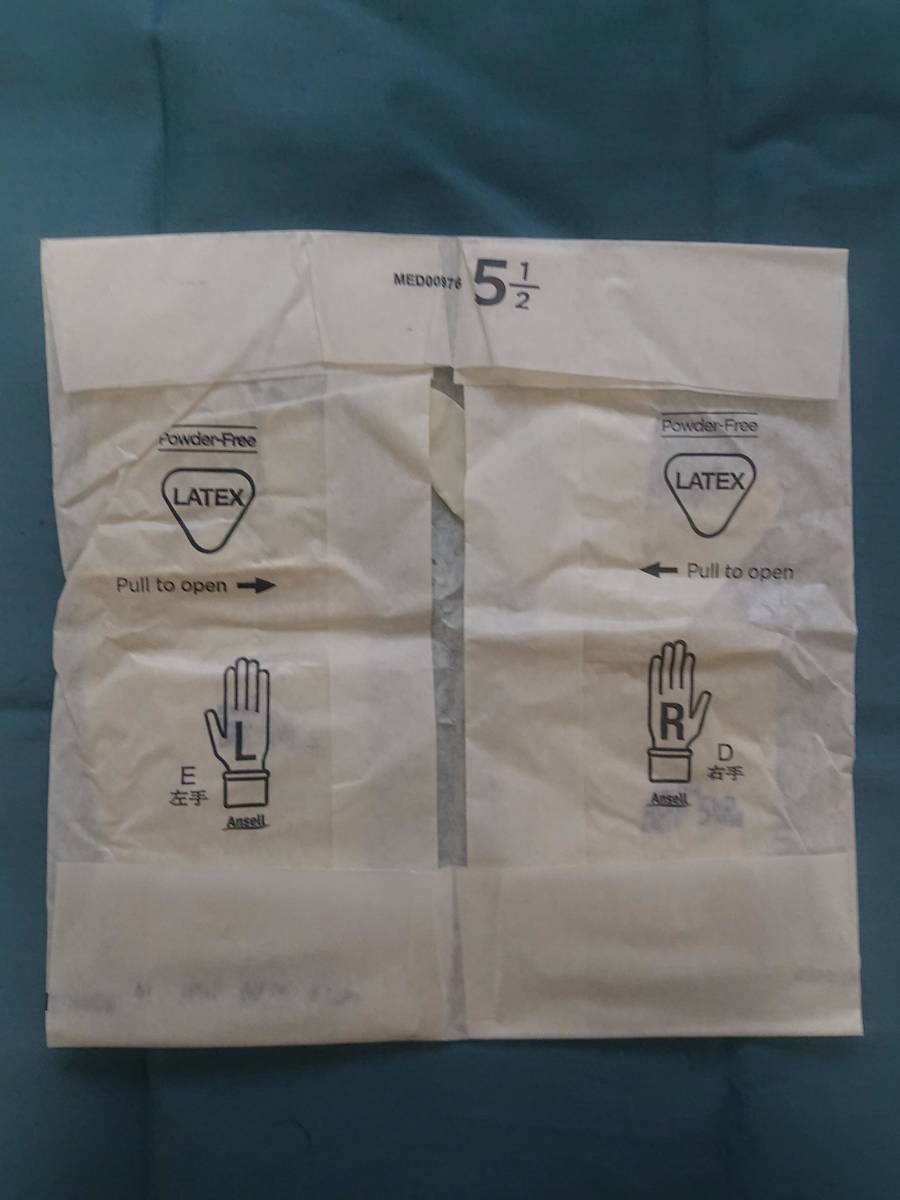 MED00976 5 1/2
Powder-Free
LATEX
Pull to open
L
E
左手
Ansell
Powder-Free
LATEX
Pull to open
R
D
右手
Ansell